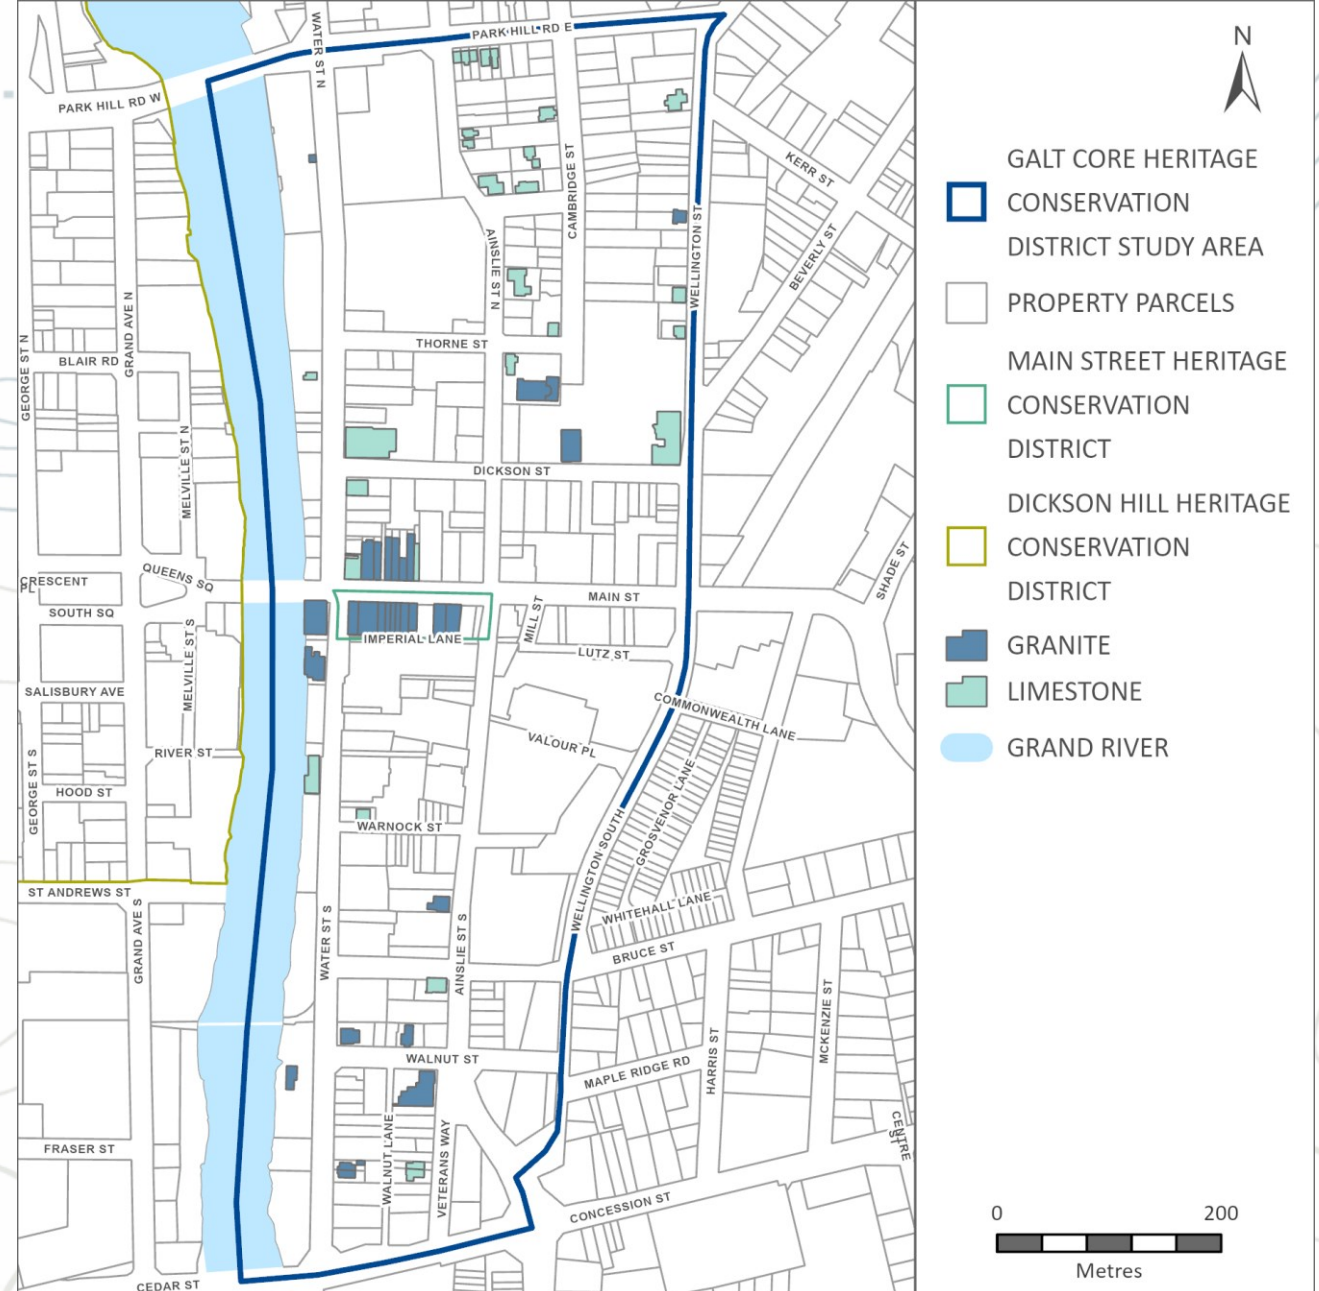 WATER ST N
PARK HILL RD E
PARK HILL RD W
KERR ST
CAMBRIDGE ST
WELLINGTON ST
BEVERLY ST
AINSLIE ST N
GRAND AVE N
GEORGE ST N
BLAIR RD
THORNE ST
MELVILLE ST N
DICKSON ST
SHADE ST
QUEENS SQ
CRESCENT
PL
SOUTH SQ
MAIN ST
MILL ST
IMPERIAL LANE
LUTZ ST
MELVILLE ST S
SALISBURY AVE
COMMONWEALTH LANE
VALOUR PL
RIVER ST
GEORGE ST S
HOOD ST
GROSVENOR LANE
WARNOCK ST
WELLINGTON SOUTH
ST ANDREWS ST
WHITEHALL LANE
GRAND AVE S
WATER ST S
AINSLIE ST S
BRUCE ST
MCKENZIE ST
HARRIS ST
WALNUT ST
MAPLE RIDGE RD
CENTRE
ST
FRASER ST
WALNUT LANE
VETERANS WAY
CONCESSION ST
CEDAR ST
N
GALT CORE HERITAGE
CONSERVATION
DISTRICT STUDY AREA
PROPERTY PARCELS
MAIN STREET HERITAGE
CONSERVATION
DISTRICT
DICKSON HILL HERITAGE
CONSERVATION
DISTRICT
GRANITE
LIMESTONE
GRAND RIVER
0 200
Metres